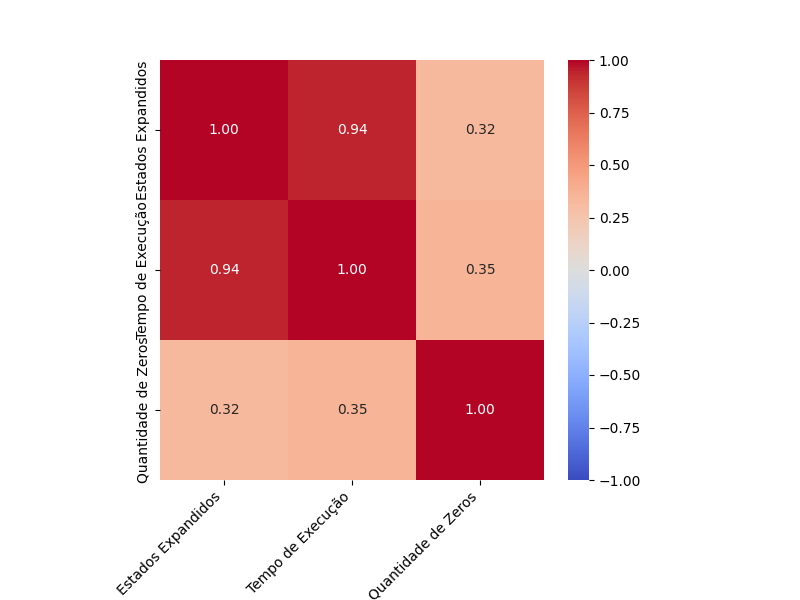 Estados Expandidos
Tempo de Execução
Quantidade de Zeros
1.00 0.94 0.32
0.94 1.00 0.35
0.32 0.35 1.00
Estados Expandidos
Tempo de Execução
Quantidade de Zeros
1.00
0.75
0.50
0.25
0.00
−0.25
−0.50
−0.75
−1.00